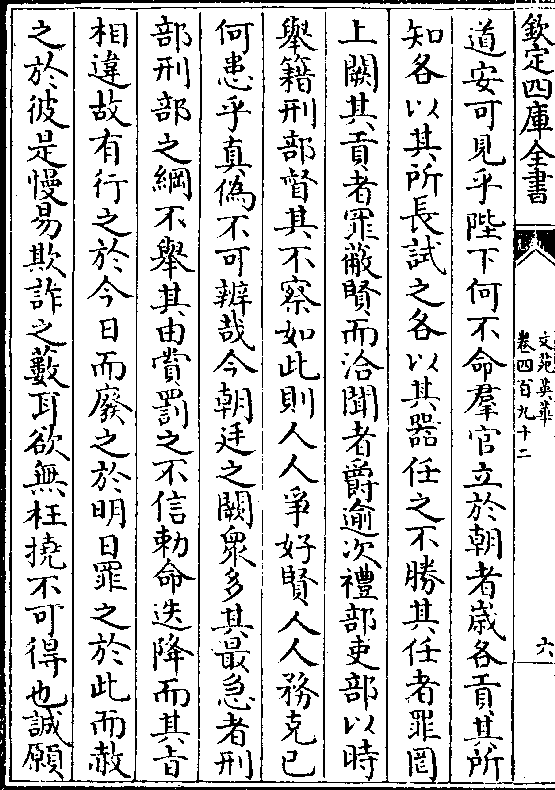 欽定四庫全書
文苑英華
卷四百九十二
六
道安可見乎陛下何不命羣官立於朝者歳各貢其所
知各以其所長試之各以其器任之不勝其任者罪罔
上闕其貢者罪蔽賢而洽聞者爵逾次禮部吏部以時
舉籍刑部督其不察如此則人人爭好賢人人務克已
何患乎真偽不可辨哉今朝廷之闕衆多其最急者刑
部刑部之綱不舉其由賞罰之不信勅命迭降而其㫖
相違故有行之於今日而廢之於明日罪之於此而赦
之於彼是慢易欺詐之藪耳欲無枉撓不可得也誠願